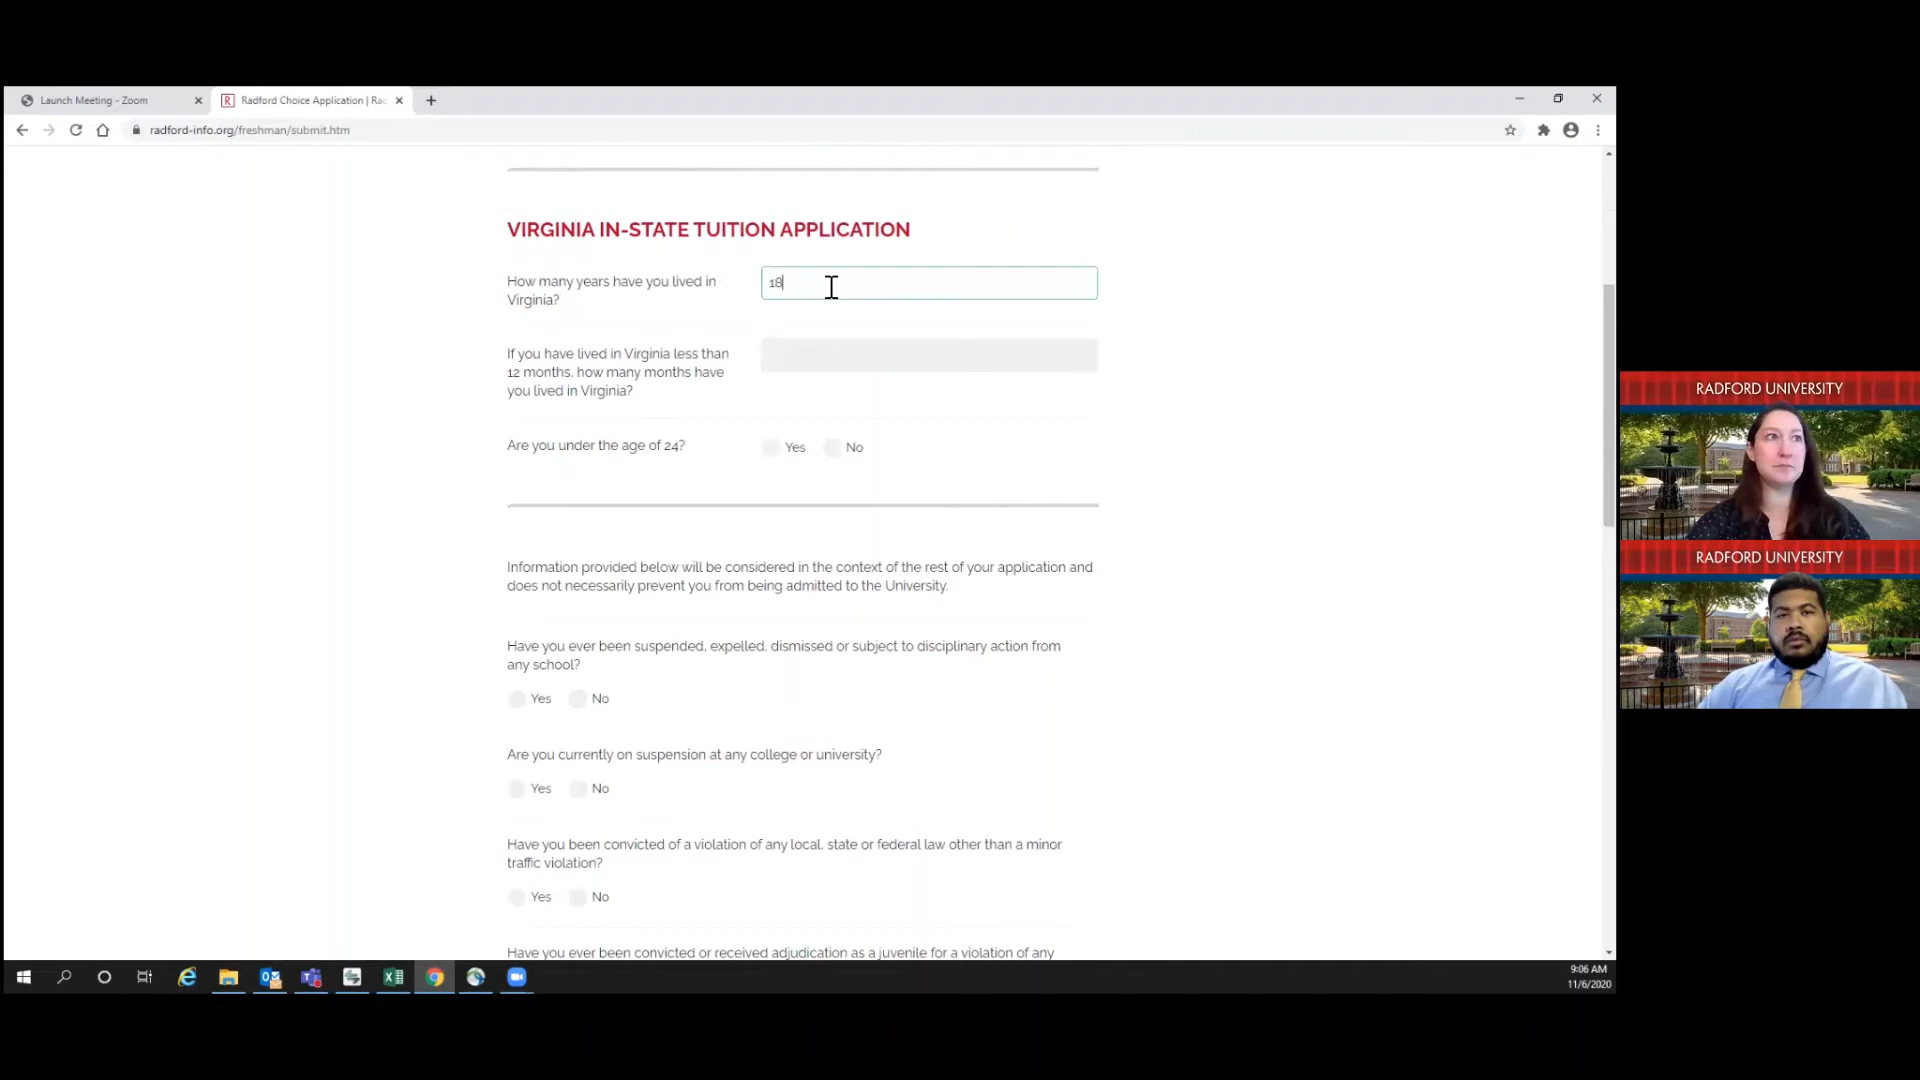 Launch Meeting - Zoom
Radford Choice Application | Rad
radford-info.org/freshman/submit.htm
VIRGINIA IN-STATE TUITION APPLICATION
How many years have you lived in
Virginia?
18
If you have lived in Virginia less than
12 months, how many months have
you lived in Virginia?
Are you under the age of 24?
Yes
No
Information provided below will be considered in the context of the rest of your application and
does not necessarily prevent you from being admitted to the University.
Have you ever been suspended, expelled, dismissed or subject to disciplinary action from
any school?
Yes
No
Are you currently on suspension at any college or university?
Yes
No
Have you been convicted of a violation of any local, state or federal law other than a minor
traffic violation?
Yes
No
Have you ever been convicted or received adjudication as a juvenile for a violation of any
9:06 AM
11/6/2020
RADFORD UNIVERSITY
RADFORD UNIVERSITY